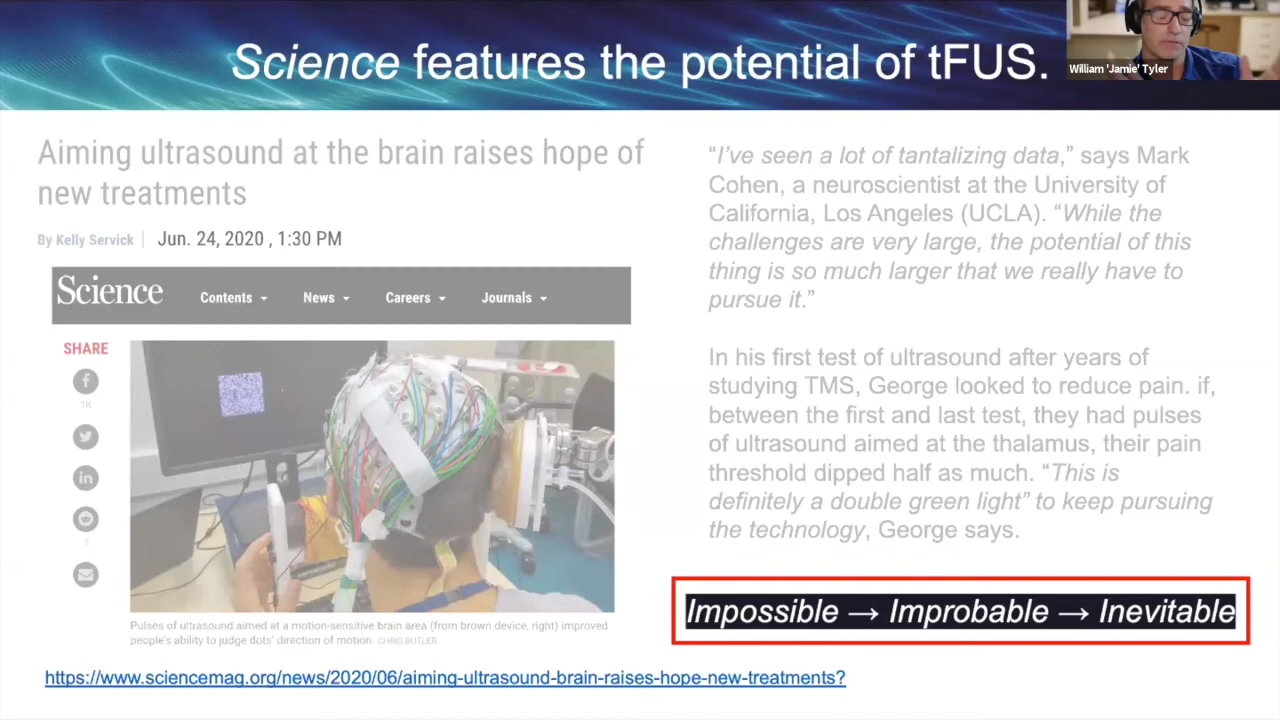 Science features the potential of tFUS.
William 'Jamie' Tyler
Aiming ultrasound at the brain raises hope of
new treatments
By Kelly Servick
Jun. 24, 2020 , 1:30 PM
Science
Contents
News
Careers
Journals
SHARE
1K
Pulses of ultrasound aimed at a motion-sensitive brain area (from brown device, right) improved
people's ability to judge dots' direction of motion. CHRIS BUTLER
“I’ve seen a lot of tantalizing data,” says Mark
Cohen, a neuroscientist at the University of
California, Los Angeles (UCLA). “While the
challenges are very large, the potential of this
thing is so much larger that we really have to
pursue it.”
In his first test of ultrasound after years of
studying TMS, George looked to reduce pain. if,
between the first and last test, they had pulses
of ultrasound aimed at the thalamus, their pain
threshold dipped half as much. “This is
definitely a double green light” to keep pursuing
the technology, George says.
Impossible → Improbable → Inevitable
https://www.sciencemag.org/news/2020/06/aiming-ultrasound-brain-raises-hope-new-treatments?